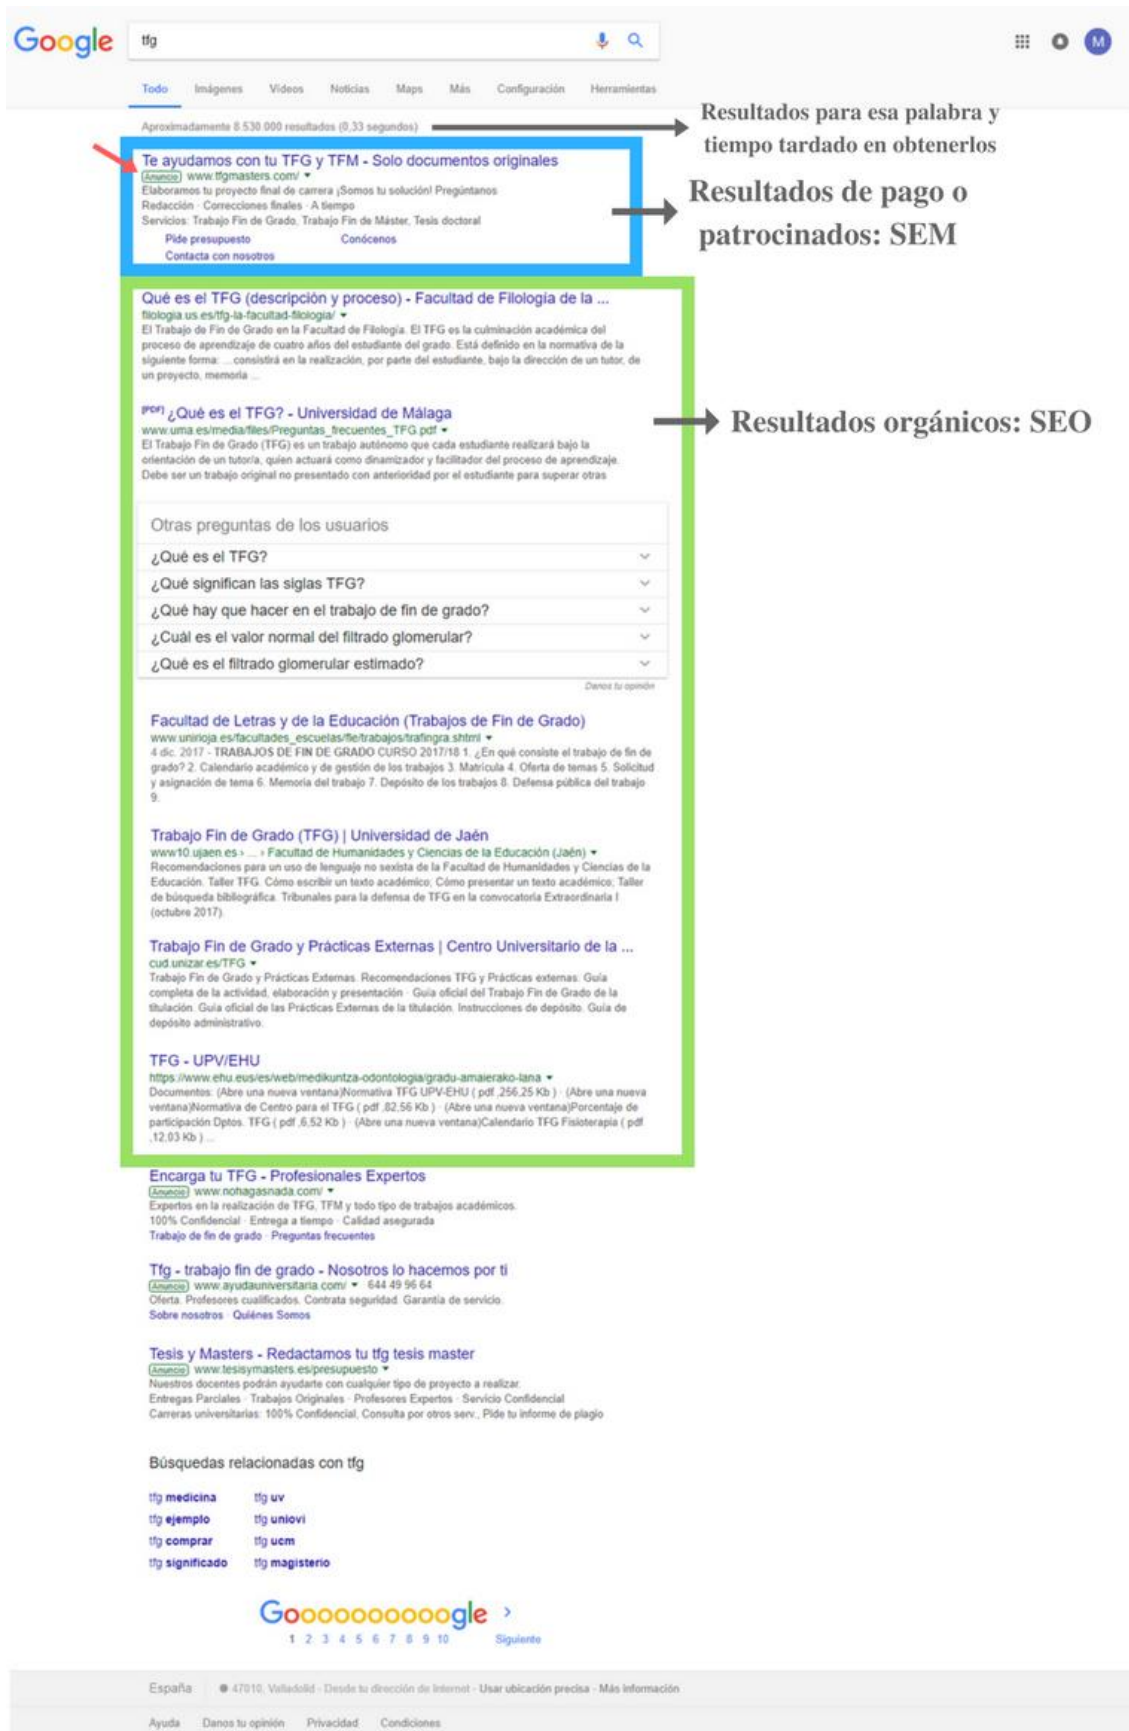 Google
tfg
M
Todo Imágenes Vídeos Noticias Maps Más Configuración Herramientas
Aproximadamente 8.530.000 resultados (0,33 segundos)
Resultados para esa palabra y
tiempo tardado en obtenerlos
Te ayudamos con tu TFG y TFM - Solo documentos originales
Anuncio www.tfgmasters.com/
Elaboramos tu proyecto final de carrera ¡Somos tu solución! Pregúntanos
Redacción · Correcciones finales · A tiempo
Servicios: Trabajo Fin de Grado, Trabajo Fin de Máster, Tesis doctoral
Pide presupuesto Conócenos
Contacta con nosotros
Resultados de pago o
patrocinados: SEM
Qué es el TFG (descripción y proceso) - Facultad de Filología de la ...
filologia.us.es/tfg-la-facultad-filologia/
El Trabajo de Fin de Grado en la Facultad de Filología. El TFG es la culminación académica del
proceso de aprendizaje de cuatro años del estudiante del grado. Está definido en la normativa de la
siguiente forma: ...consistirá en la realización, por parte del estudiante, bajo la dirección de un tutor, de
un proyecto, memoria ...
[PDF] ¿Qué es el TFG? - Universidad de Málaga
www.uma.es/media/files/Preguntas_frecuentes_TFG.pdf
El Trabajo Fin de Grado (TFG) es un trabajo autónomo que cada estudiante realizará bajo la
orientación de un tutor/a, quien actuará como dinamizador y facilitador del proceso de aprendizaje.
Debe ser un trabajo original no presentado con anterioridad por el estudiante para superar otras
Resultados orgánicos: SEO
Otras preguntas de los usuarios
¿Qué es el TFG?
¿Qué significan las siglas TFG?
¿Qué hay que hacer en el trabajo de fin de grado?
¿Cuál es el valor normal del filtrado glomerular?
¿Qué es el filtrado glomerular estimado?
Danos tu opinión
Facultad de Letras y de la Educación (Trabajos de Fin de Grado)
www.unirioja.es/facultades_escuelas/fle/trabajos/trafingra.shtml
4 dic. 2017 - TRABAJOS DE FIN DE GRADO CURSO 2017/18 1. ¿En qué consiste el trabajo de fin de
grado? 2. Calendario académico y de gestión de los trabajos 3. Matrícula 4. Oferta de temas 5. Solicitud
y asignación de tema 6. Memoria del trabajo 7. Depósito de los trabajos 8. Defensa pública del trabajo
9.
Trabajo Fin de Grado (TFG) | Universidad de Jaén
www10.ujaen.es › ... › Facultad de Humanidades y Ciencias de la Educación (Jaén)
Recomendaciones para un uso de lenguaje no sexista de la Facultad de Humanidades y Ciencias de la
Educación. Taller TFG. Cómo escribir un texto académico; Cómo presentar un texto académico; Taller
de búsqueda bibliográfica. Tribunales para la defensa de TFG en la convocatoria Extraordinaria I
(octubre 2017).
Trabajo Fin de Grado y Prácticas Externas | Centro Universitario de la ...
cud.unizar.es/TFG
Trabajo Fin de Grado y Prácticas Externas. Recomendaciones TFG y Prácticas externas. Guía
completa de la actividad, elaboración y presentación · Guía oficial del Trabajo Fin de Grado de la
titulación. Guía oficial de las Prácticas Externas de la titulación. Instrucciones de depósito. Guía de
depósito administrativo.
TFG - UPV/EHU
https://www.ehu.eus/es/web/medikuntza-odontologia/gradu-amaierako-lana
Documentos: (Abre una nueva ventana)Normativa TFG UPV-EHU ( pdf ,256,25 Kb ) · (Abre una nueva
ventana)Normativa de Centro para el TFG ( pdf ,82,56 Kb ) · (Abre una nueva ventana)Porcentaje de
participación Dptos. TFG ( pdf ,6,52 Kb ) · (Abre una nueva ventana)Calendario TFG Fisioterapia ( pdf
,12,03 Kb ) ...
Encarga tu TFG - Profesionales Expertos
Anuncio www.nohagasnada.com/
Expertos en la realización de TFG, TFM y todo tipo de trabajos académicos.
100% Confidencial · Entrega a tiempo · Calidad asegurada
Trabajo de fin de grado · Preguntas frecuentes
Tfg - trabajo fin de grado - Nosotros lo hacemos por ti
Anuncio www.ayudauniversitaria.com/ 644 49 96 64
Oferta. Profesores cualificados. Contrata seguridad. Garantía de servicio.
Sobre nosotros · Quiénes Somos
Tesis y Masters - Redactamos tu tfg tesis master
Anuncio www.tesisymasters.es/presupuesto
Nuestros docentes podrán ayudarte con cualquier tipo de proyecto a realizar.
Entregas Parciales · Trabajos Originales · Profesores Expertos · Servicio Confidencial
Carreras universitarias: 100% Confidencial, Consulta por otros serv., Pide tu informe de plagio
Búsquedas relacionadas con tfg
tfg medicina tfg uv
tfg ejemplo tfg uniovi
tfg comprar tfg ucm
tfg significado tfg magisterio
Goooooooooogle
1 2 3 4 5 6 7 8 9 10 Siguiente
España 47010, Valladolid - Desde tu dirección de Internet - Usar ubicación precisa - Más información
Ayuda Danos tu opinión Privacidad Condiciones